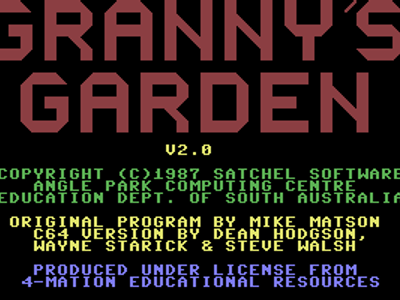 GRANNY'S
GARDEN
V2.0
COPYRIGHT (C)1987 SATCHEL SOFTWARE
ANGLE PARK COMPUTING CENTRE
EDUCATION DEPT. OF SOUTH AUSTRALIA
ORIGINAL PROGRAM BY MIKE MATSON
C64 VERSION BY DEAN HODGSON,
WAYNE STARICK & STEVE WALSH
PRODUCED UNDER LICENSE FROM
4-MATION EDUCATIONAL RESOURCES